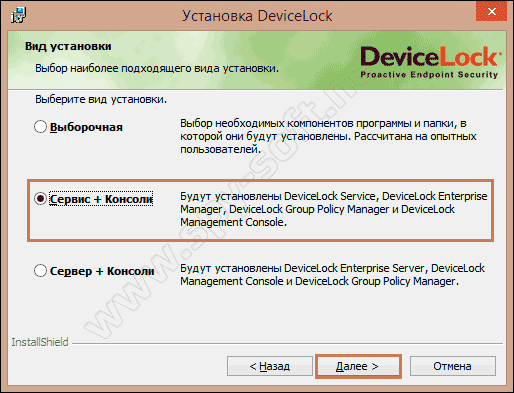 Установка DeviceLock
Вид установки
Выбор наиболее подходящего вида установки.
DeviceLock
Proactive Endpoint Security
Выберите вид установки.
Выборочная
Выбор необходимых компонентов программы и папки, в
которой они будут установлены. Рассчитана на опытных
пользователей.
Сервис + Консоли
Будут установлены DeviceLock Service, DeviceLock Enterprise
Manager, DeviceLock Group Policy Manager и DeviceLock
Management Console.
Сервер + Консоли
Будут установлены DeviceLock Enterprise Server, DeviceLock
Management Console и DeviceLock Group Policy Manager.
InstallShield
< Назад
Далее >
Отмена